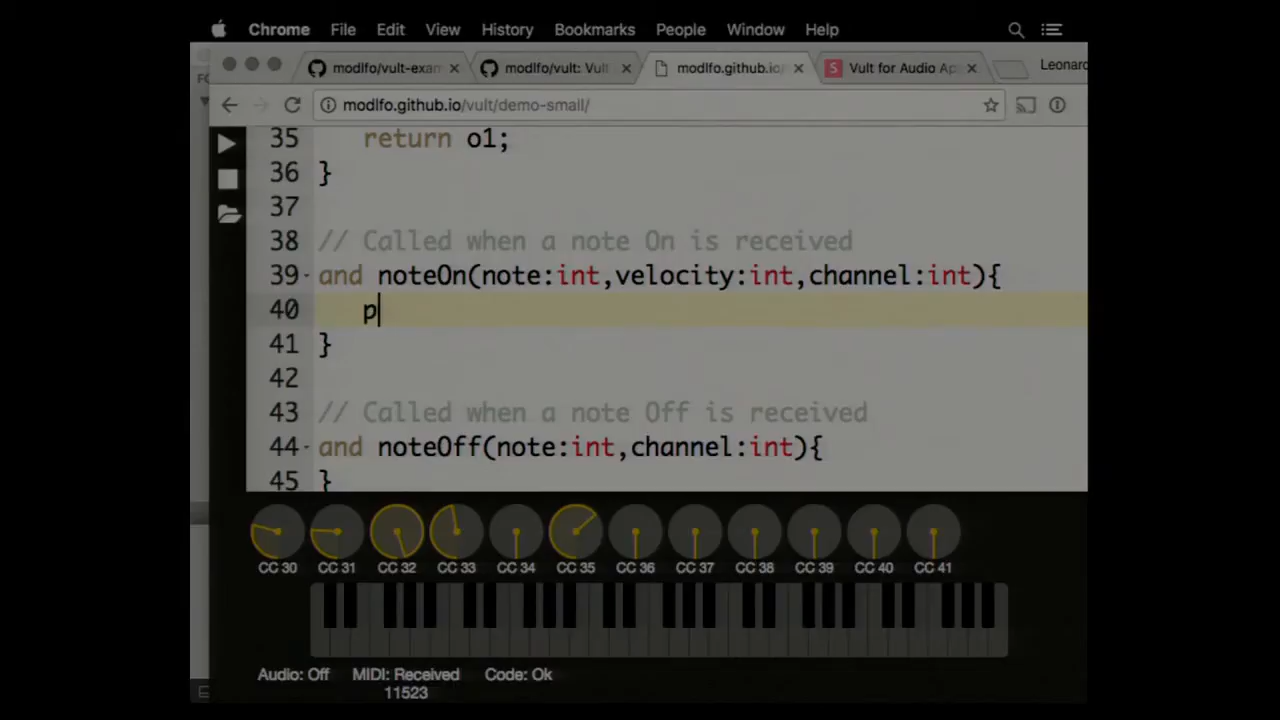 Chrome File Edit View History Bookmarks People Window Help
modlfo/vult-exam modlfo/vult: Vult modlfo.github.io/ Vult for Audio Ap Leonard
modlfo.github.io/vult/demo-small/
35 return o1;
36 }
37
38 // Called when a note On is received
39 and noteOn(note:int,velocity:int,channel:int){
40 p
41 }
42
43 // Called when a note Off is received
44 and noteOff(note:int,channel:int){
45 }
CC 30 CC 31 CC 32 CC 33 CC 34 CC 35 CC 36 CC 37 CC 38 CC 39 CC 40 CC 41
Audio: Off MIDI: Received Code: Ok
11523